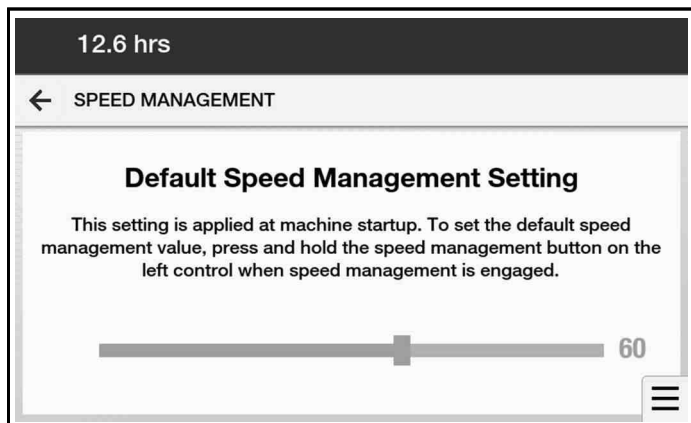 12.6 hrs
SPEED MANAGEMENT
Default Speed Management Setting
This setting is applied at machine startup. To set the default speed
management value, press and hold the speed management button on the
left control when speed management is engaged.
60